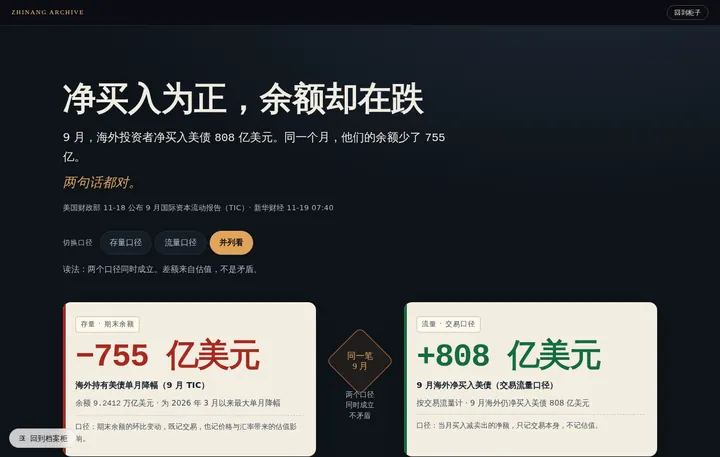 ZHINANG ARCHIVE
回到柜子
净买入为正，余额却在跌
9 月，海外投资者净买入美债 808 亿美元。同一个月，他们的余额少了 755
亿。
两句话都对。
美国财政部 11-18 公布 9 月国际资本流动报告（TIC）· 新华财经 11-19 07:40
切换口径 存量口径 流量口径 并列看
读法：两个口径同时成立。差额来自估值，不是矛盾。
存量 · 期末余额
−755 亿美元
海外持有美债单月降幅（9 月 TIC）
余额 9.2412 万亿美元 · 为 2026 年 3 月以来最大单月降幅
口径：期末余额的环比变动，既记交易，也记价格与汇率带来的估值影
响。
同一笔
9 月
两个口径
同时成立
不矛盾
流量 · 交易口径
+808 亿美元
9 月海外净买入美债（交易流量口径）
按交易流量计 · 9 月海外仍净买入美债 808 亿美元
口径：当月买入减卖出的净额，只记交易本身，不记估值。
回到档案柜